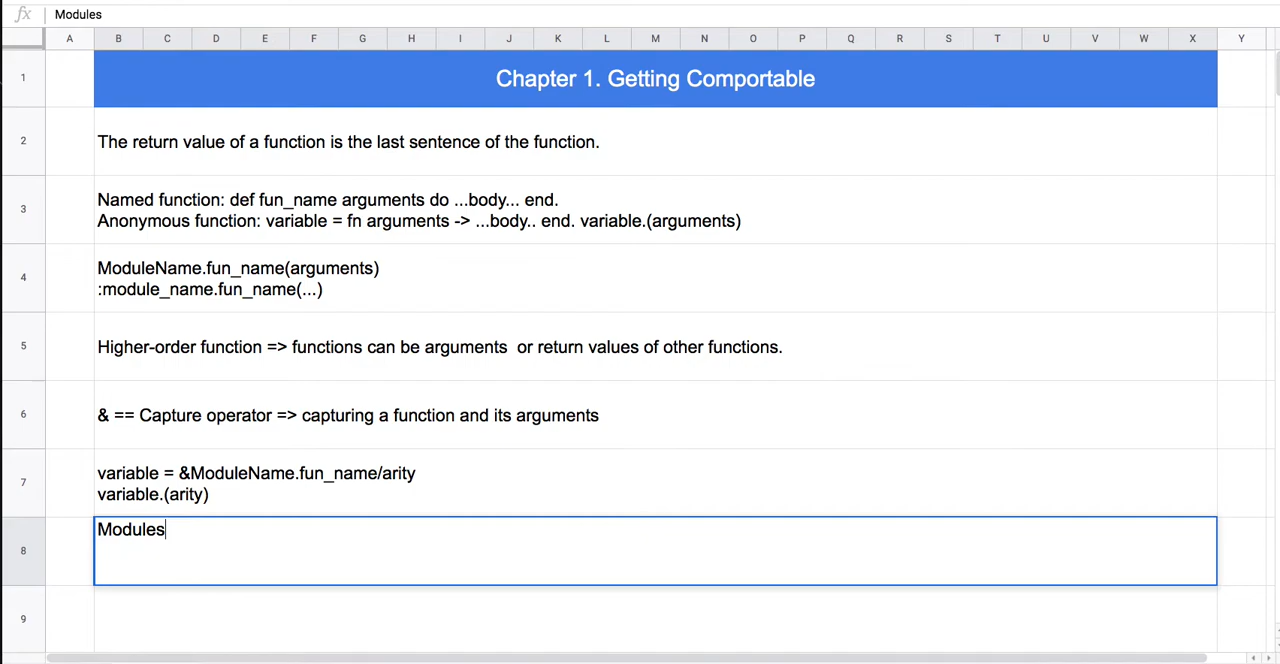 fx Modules
A B C D E F G H I J K L M N O P Q R S T U V W X Y
1 Chapter 1. Getting Comportable
2 The return value of a function is the last sentence of the function.
Named function: def fun_name arguments do ...body... end.
3
Anonymous function: variable = fn arguments -> ...body.. end. variable.(arguments)
ModuleName.fun_name(arguments)
4
:module_name.fun_name(...)
5 Higher-order function => functions can be arguments  or return values of other functions.
6 & == Capture operator => capturing a function and its arguments
variable = &ModuleName.fun_name/arity
7
variable.(arity)
Modules
8
9